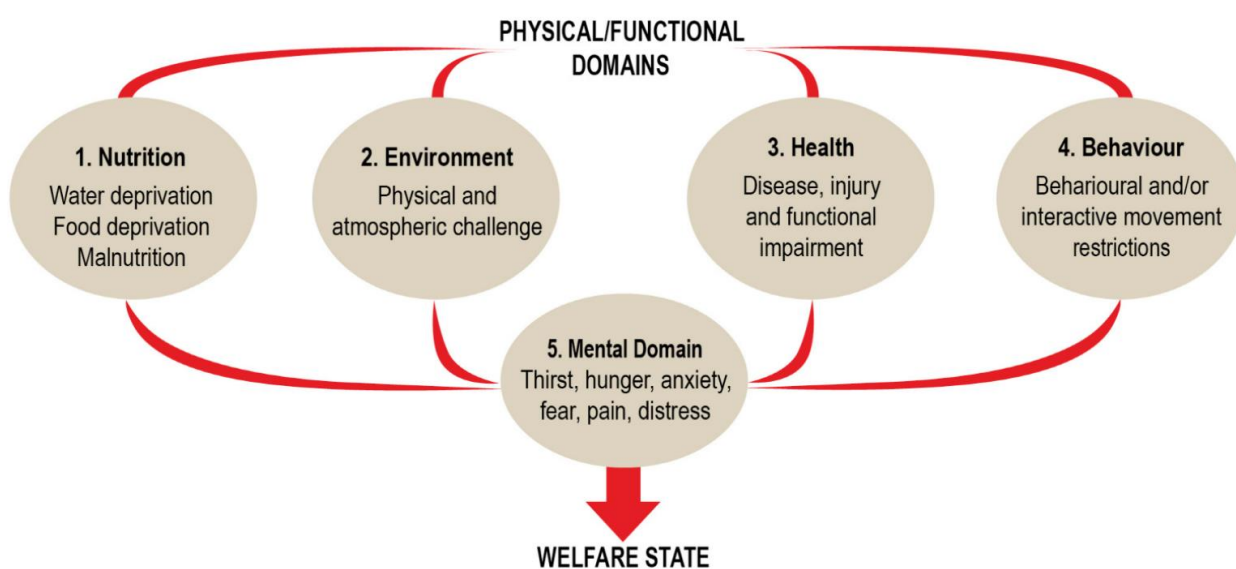 PHYSICAL/FUNCTIONAL
DOMAINS
1. Nutrition
Water deprivation
Food deprivation
Malnutrition
2. Environment
Physical and
atmospheric challenge
3. Health
Disease, injury
and functional
impairment
4. Behaviour
Beharioural and/or
interactive movement
restrictions
5. Mental Domain
Thirst, hunger, anxiety,
fear, pain, distress
WELFARE STATE